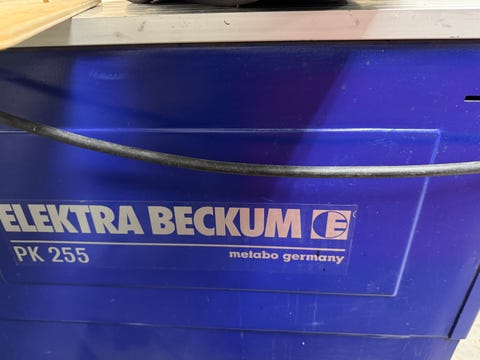 ELEKTRA BECKUM E
PK 255
metabo germany